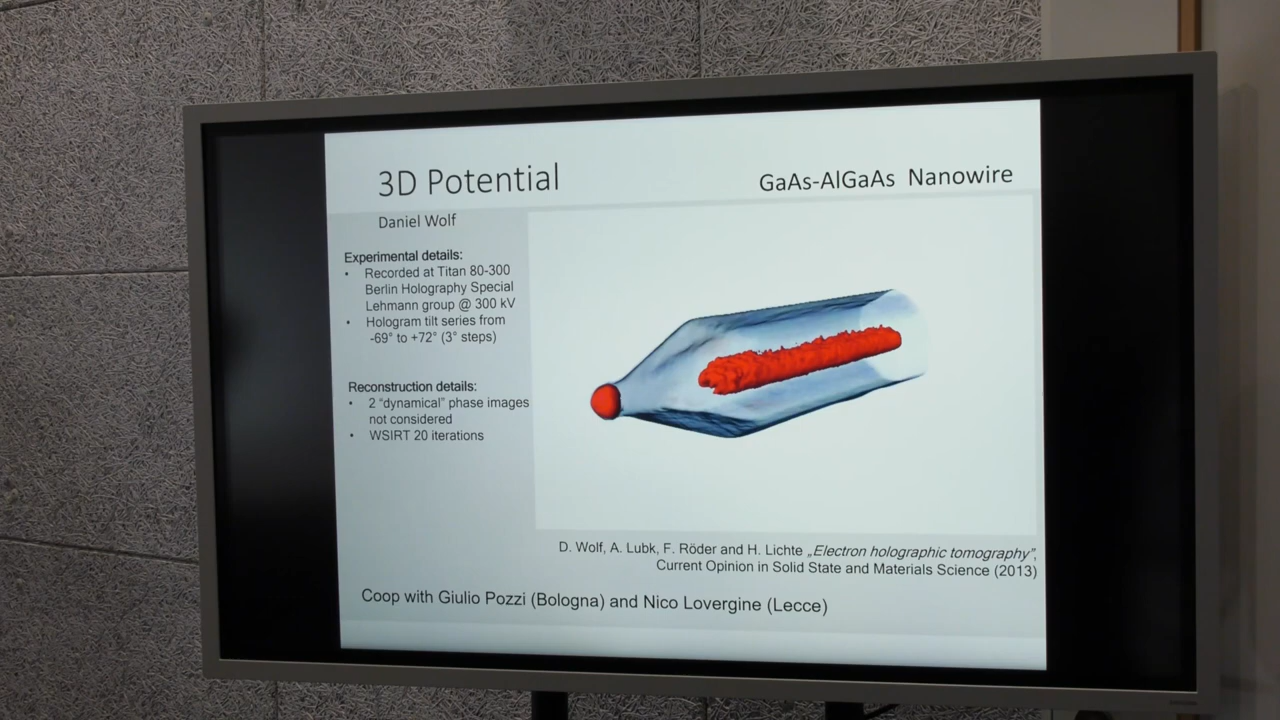 3D Potential
GaAs-AlGaAs Nanowire
Daniel Wolf
Experimental details:
• Recorded at Titan 80-300
Berlin Holography Special
Lehmann group @ 300 kV
• Hologram tilt series from
-69° to +72° (3° steps)
Reconstruction details:
• 2 “dynamical” phase images
not considered
• WSIRT 20 iterations
D. Wolf, A. Lubk, F. Röder and H. Lichte „Electron holographic tomography”,
Current Opinion in Solid State and Materials Science (2013)
Coop with Giulio Pozzi (Bologna) and Nico Lovergine (Lecce)